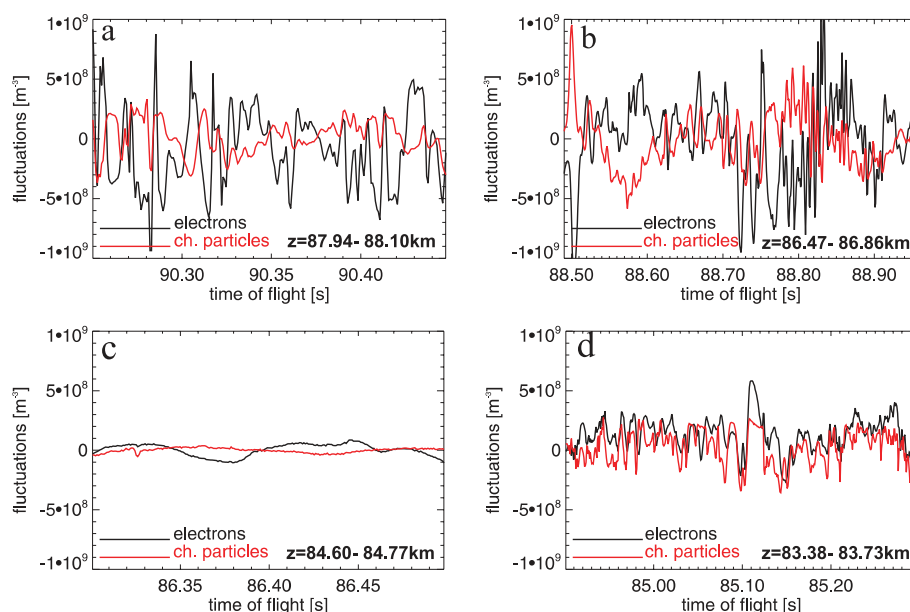 a
1•10⁹
5•10⁸
0
-5•10⁸
-1•10⁹
fluctuations [m⁻³]
electrons
ch. particles
z=87.94- 88.10km
90.30 90.35 90.40
time of flight [s]
b
1•10⁹
5•10⁸
0
-5•10⁸
-1•10⁹
fluctuations [m⁻³]
electrons
ch. particles
z=86.47- 86.86km
88.50 88.60 88.70 88.80 88.90
time of flight [s]
c
1•10⁹
5•10⁸
0
-5•10⁸
-1•10⁹
fluctuations [m⁻³]
electrons
ch. particles
z=84.60- 84.77km
86.35 86.40 86.45
time of flight [s]
d
1•10⁹
5•10⁸
0
-5•10⁸
-1•10⁹
fluctuations [m⁻³]
electrons
ch. particles
z=83.38- 83.73km
85.00 85.10 85.20
time of flight [s]